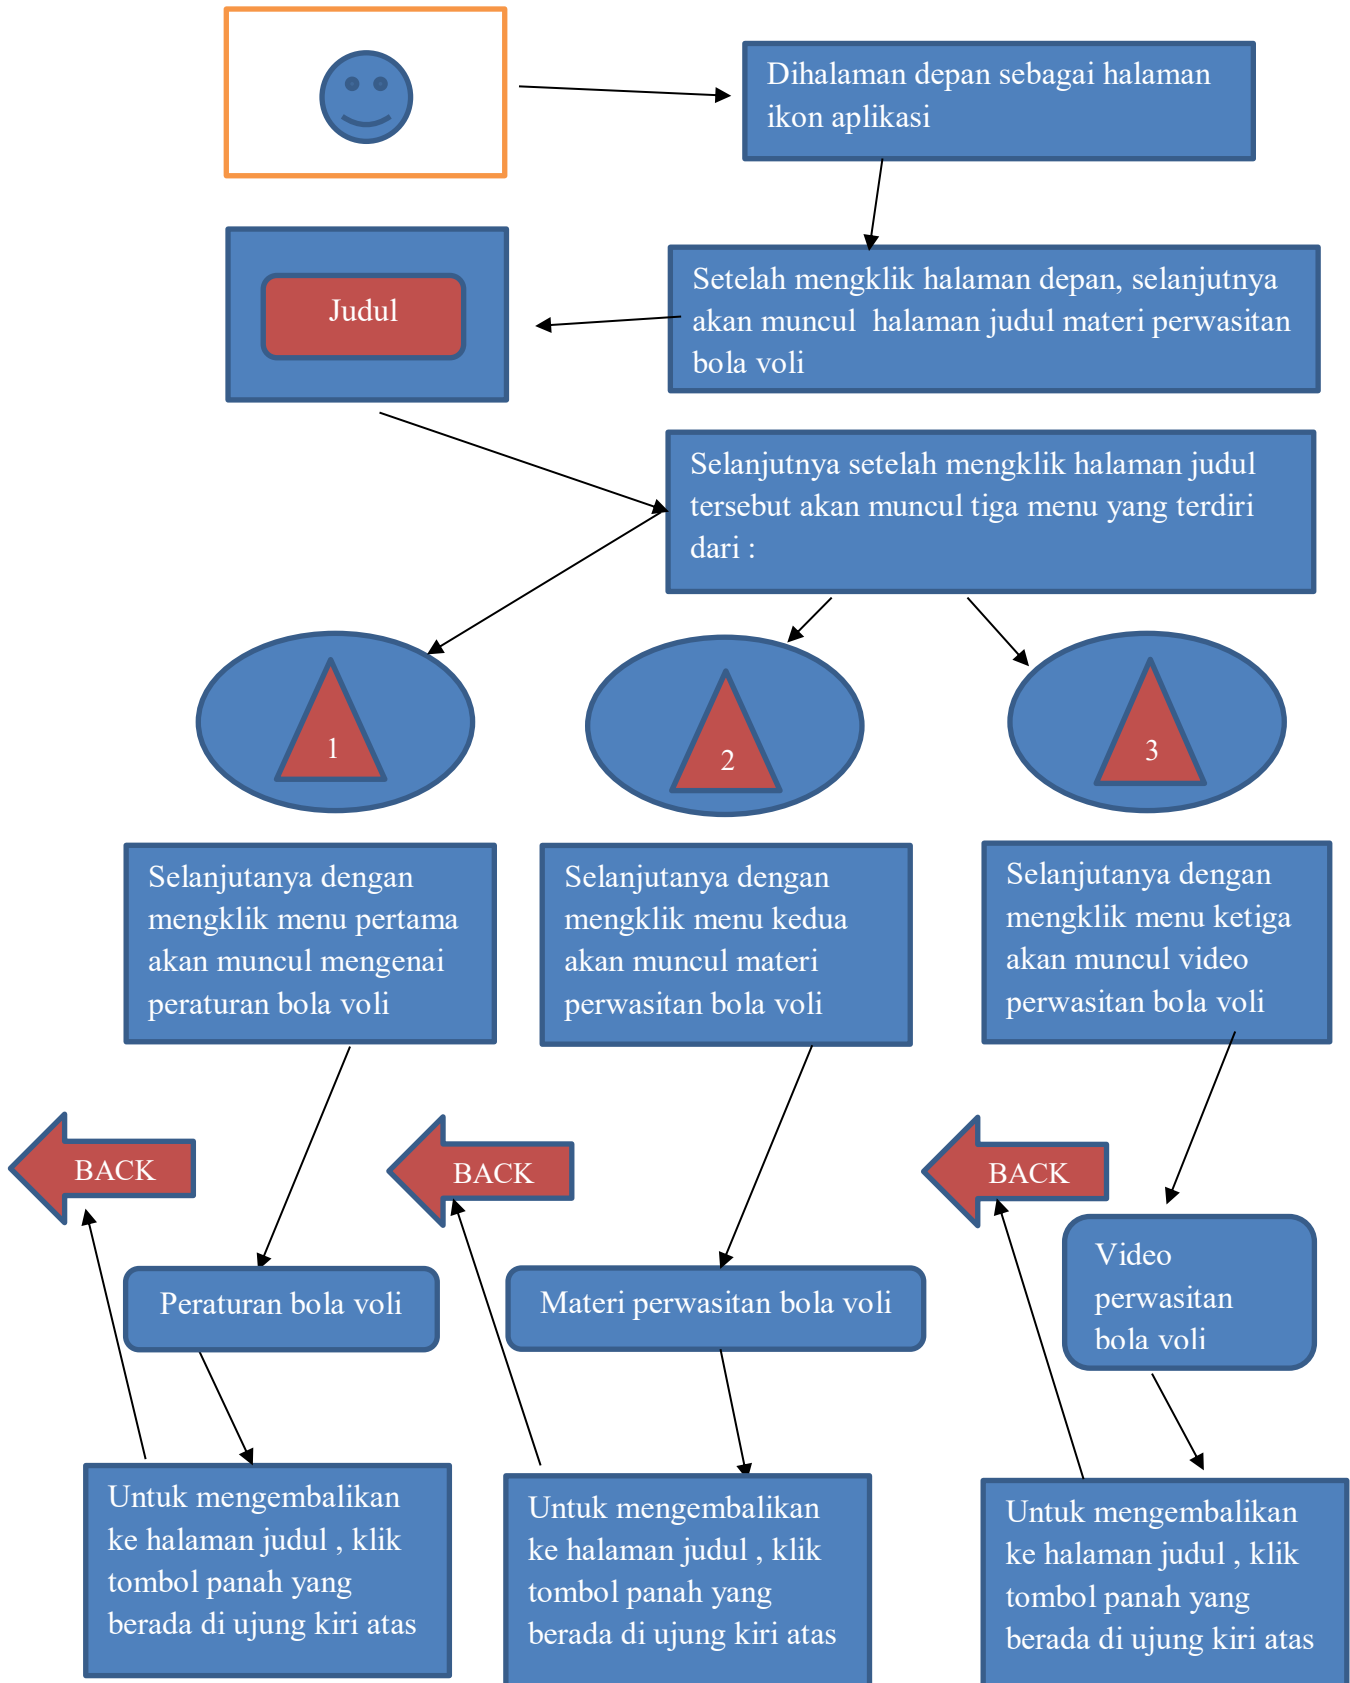 Dihalaman depan sebagai halaman
ikon aplikasi
Setelah mengklik halaman depan, selanjutnya
akan muncul  halaman judul materi perwasitan
bola voli
Judul
Selanjutnya setelah mengklik halaman judul
tersebut akan muncul tiga menu yang terdiri
dari :
1
2
3
Selanjutanya dengan
mengklik menu pertama
akan muncul mengenai
peraturan bola voli
Selanjutanya dengan
mengklik menu kedua
akan muncul materi
perwasitan bola voli
Selanjutanya dengan
mengklik menu ketiga
akan muncul video
perwasitan bola voli
BACK
BACK
BACK
Peraturan bola voli
Materi perwasitan bola voli
Video
perwasitan
bola voli
Untuk mengembalikan
ke halaman judul , klik
tombol panah yang
berada di ujung kiri atas
Untuk mengembalikan
ke halaman judul , klik
tombol panah yang
berada di ujung kiri atas
Untuk mengembalikan
ke halaman judul , klik
tombol panah yang
berada di ujung kiri atas